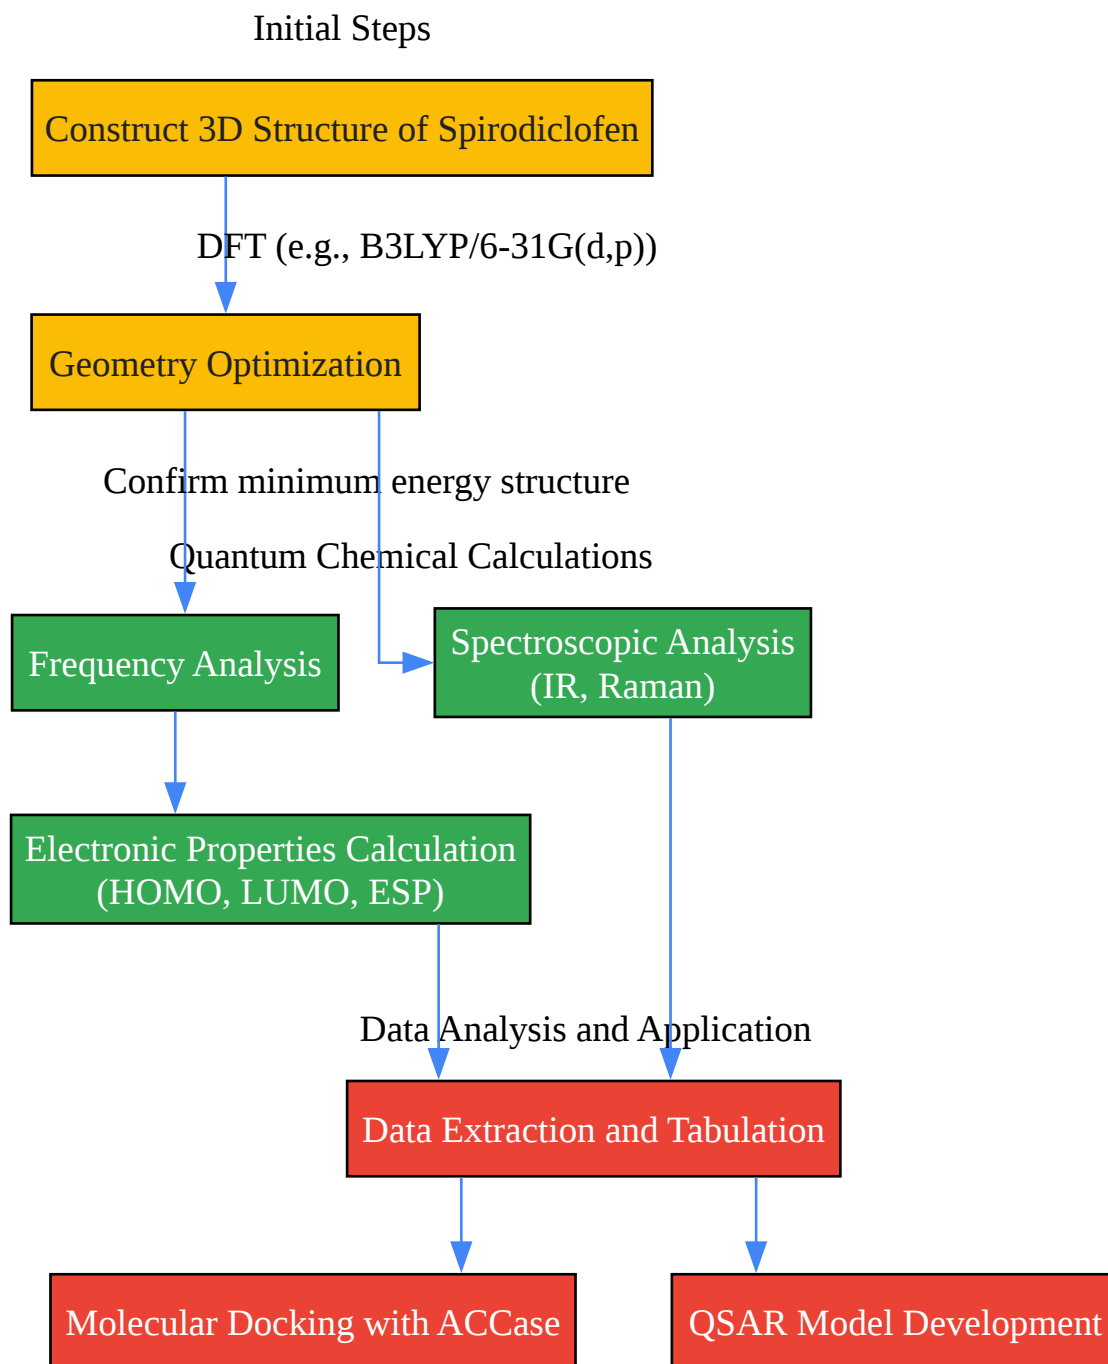 Initial Steps
Construct 3D Structure of Spirodiclofen
DFT (e.g., B3LYP/6-31G(d,p))
Geometry Optimization
Confirm minimum energy structure
Quantum Chemical Calculations
Frequency Analysis
Spectroscopic Analysis
(IR, Raman)
Electronic Properties Calculation
(HOMO, LUMO, ESP)
Data Analysis and Application
Data Extraction and Tabulation
Molecular Docking with ACCase
QSAR Model Development